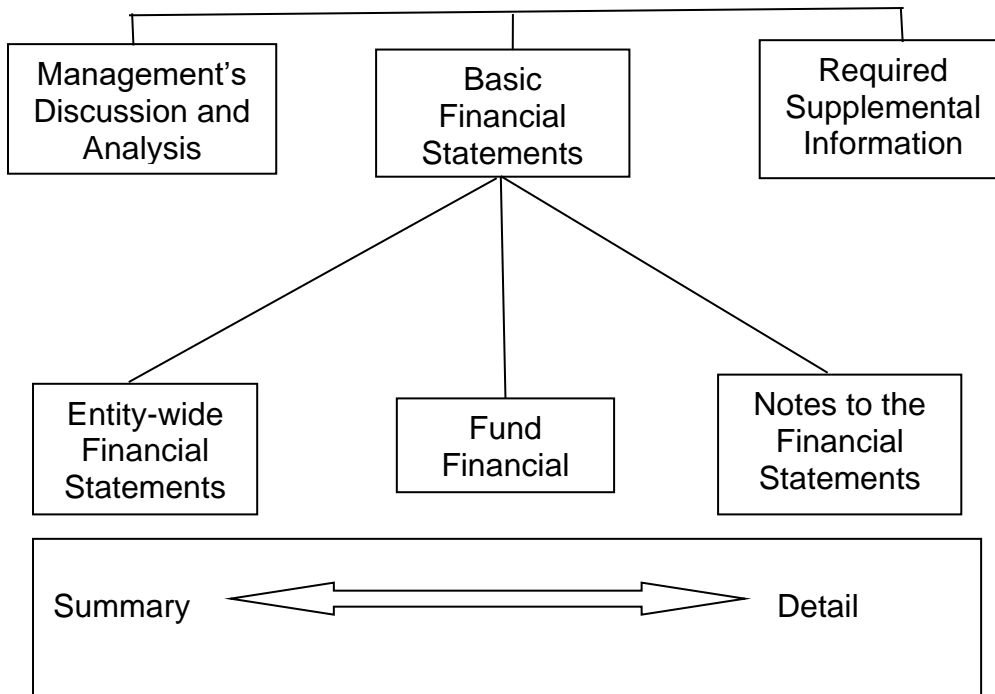 Management's
Discussion and
Analysis
Basic
Financial
Statements
Required
Supplemental
Information
Entity-wide
Financial
Statements
Fund
Financial
Notes to the
Financial
Statements
Summary
Detail